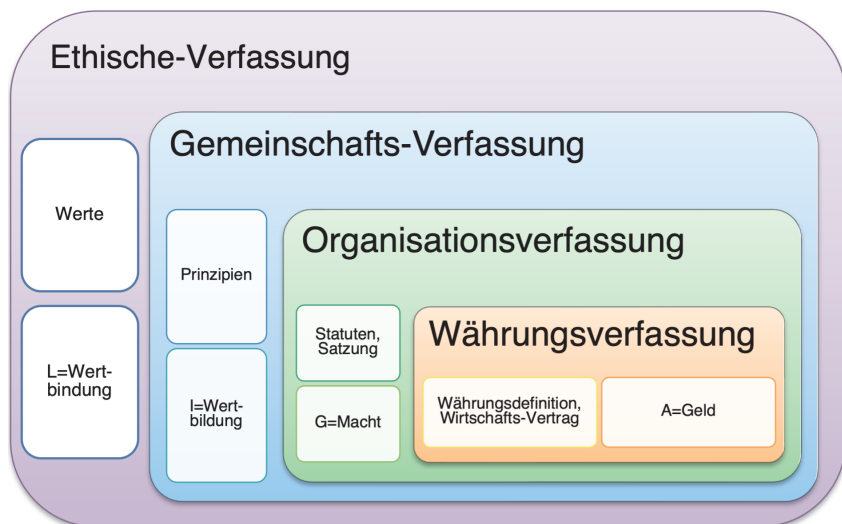 Ethische-Verfassung
Gemeinschafts-Verfassung
Werte
Organisationsverfassung
Prinzipien
Statuten,
Satzung
Währungsverfassung
L=Wert-
bindung
I=Wert-
bildung
G=Macht
Währungsdefinition,
Wirtschafts-Vertrag
A=Geld